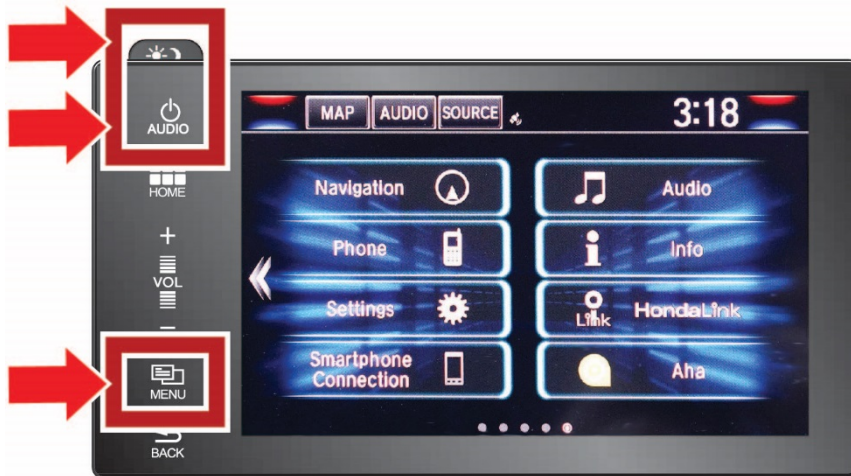 AUDIO
HOME
+
VOL
−
MENU
BACK
MAP AUDIO SOURCE 3:18
Navigation Audio
Phone Info
Settings Link HondaLink
Smartphone
Connection Aha